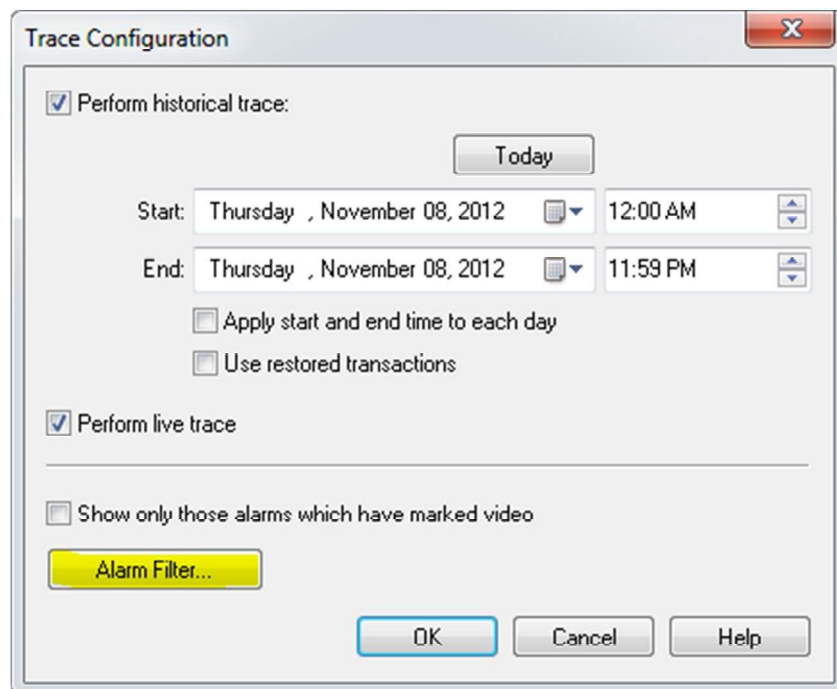 Trace Configuration
Perform historical trace:
Today
Start: Thursday , November 08, 2012 12:00 AM
End: Thursday , November 08, 2012 11:59 PM
Apply start and end time to each day
Use restored transactions
Perform live trace
Show only those alarms which have marked video
Alarm Filter...
OK Cancel Help